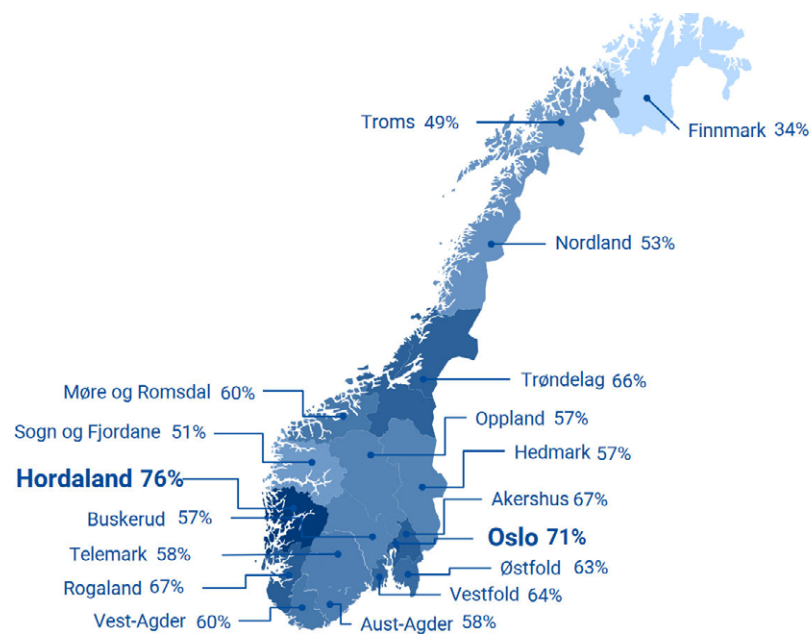 Troms 49%
Finnmark 34%
Nordland 53%
Trøndelag 66%
Møre og Romsdal 60%
Oppland 57%
Sogn og Fjordane 51%
Hedmark 57%
Hordaland 76%
Akershus 67%
Buskerud 57%
Oslo 71%
Telemark 58%
Østfold 63%
Rogaland 67%
Vestfold 64%
Vest-Agder 60%
Aust-Agder 58%